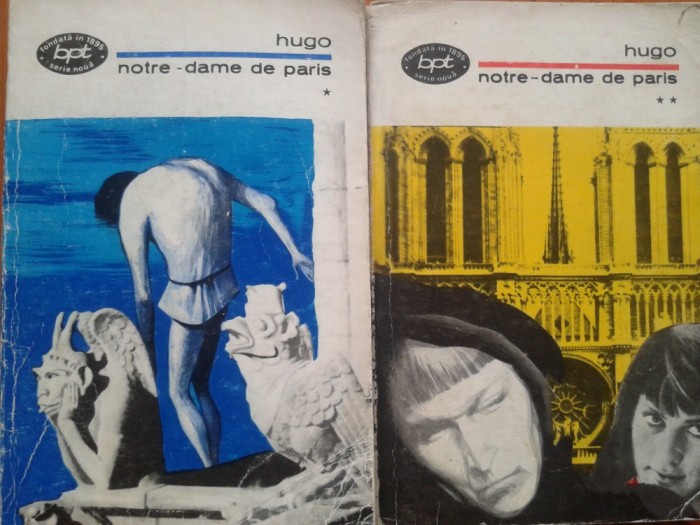 fondată în 1895
bpt
serie nouă
hugo
notre-dame de paris
*
fondată în 1895
bpt
serie nouă
hugo
notre-dame de paris
**